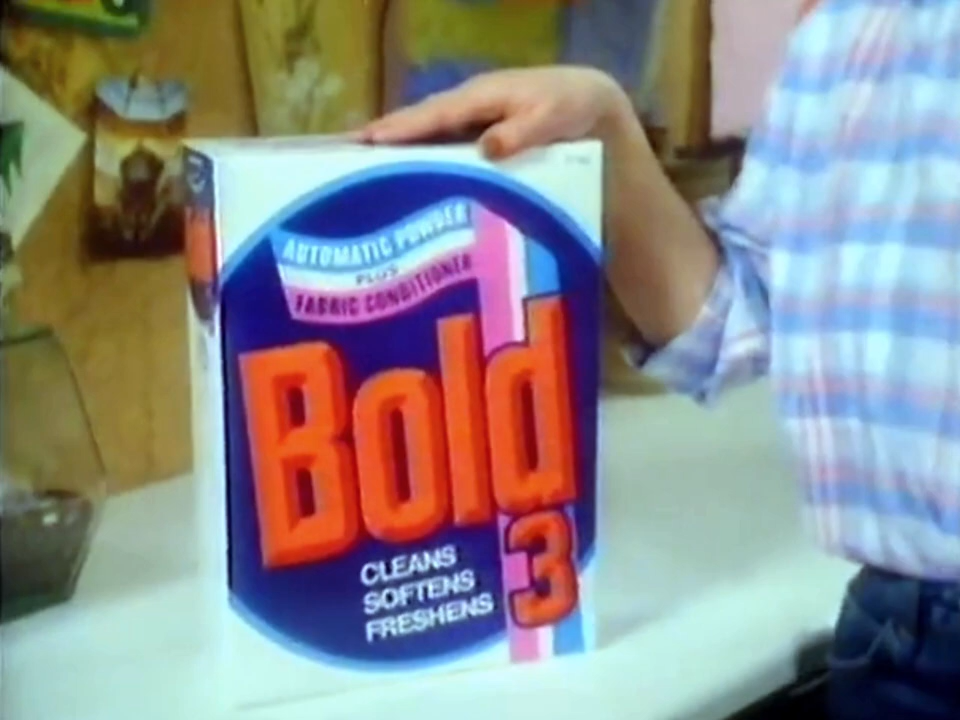 AUTOMATIC POWDER
PLUS
FABRIC CONDITIONER
Bold
3
CLEANS
SOFTENS
FRESHENS